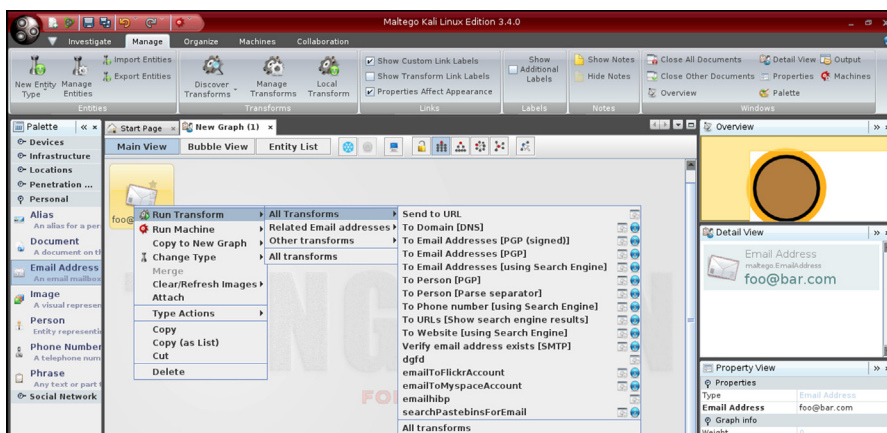 Maltego Kali Linux Edition 3.4.0
Investigate Manage Organize Machines Collaboration
New Entity Type
Manage Entities
Import Entities
Export Entities
Entities
Discover Transforms
Manage Transforms
Local Transform
Transforms
Show Custom Link Labels
Show Transform Link Labels
Properties Affect Appearance
Links
Show Additional Labels
Labels
Show Notes
Hide Notes
Notes
Close All Documents
Close Other Documents
Overview
Detail View
Properties
Palette
Output
Machines
Windows
Palette
Devices
Infrastructure
Locations
Penetration ...
Personal
Alias
An alias for a per
Document
A document on th
Email Address
An email mailbox
Image
A visual represen
Person
Entity representin
Phone Number
A telephone num
Phrase
Any text or part
Social Network
Start Page
New Graph (1)
Main View
Bubble View
Entity List
foo@
Run Transform
Run Machine
Copy to New Graph
Change Type
Merge
Clear/Refresh Images
Attach
Type Actions
Copy
Copy (as List)
Cut
Delete
All Transforms
Related Email addresses
Other transforms
All transforms
Send to URL
To Domain [DNS]
To Email Addresses [PGP (signed)]
To Email Addresses [PGP]
To Email Addresses [using Search Engine]
To Person [PGP]
To Person [Parse separator]
To Phone number [using Search Engine]
To URLs [Show search engine results]
To Website [using Search Engine]
Verify email address exists [SMTP]
dgfd
emailToFlickrAccount
emailToMyspaceAccount
emailhibp
searchPastebinsForEmail
All transforms
FO
Overview
Detail View
Email Address
maltego.EmailAddress
foo@bar.com
Property View
Properties
Type Email Address
Email Address foo@bar.com
Graph info
Weight 0